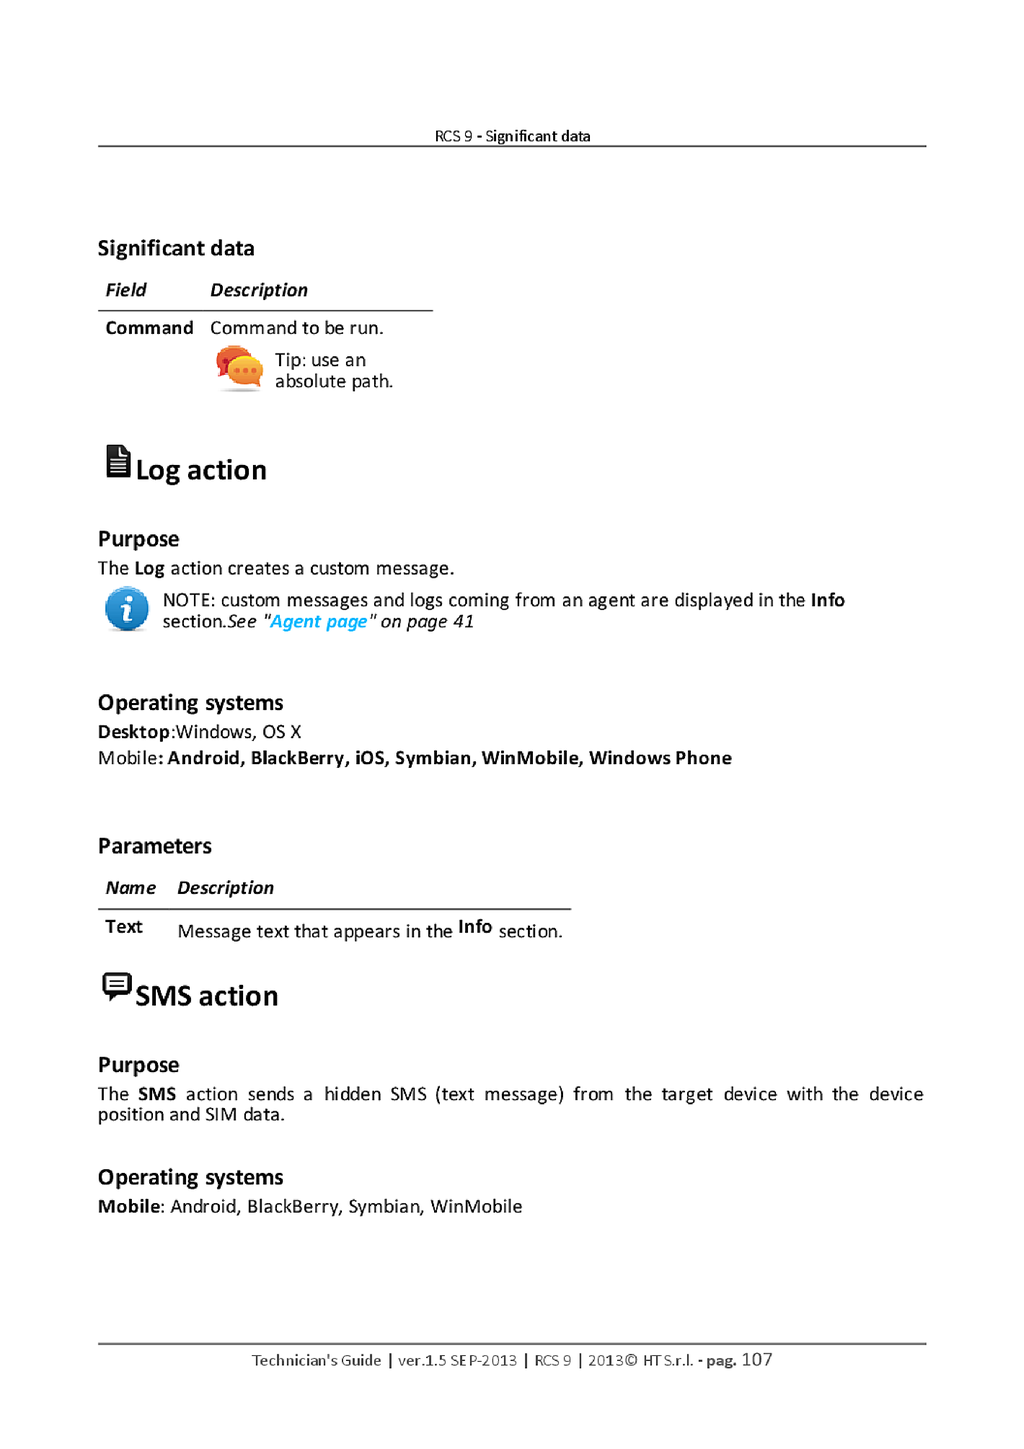 RCS 9 - Significant data
Significant data
Field Description
Command Command to be run.
Tip: use an
absolute path.
Log action
Purpose
The Log action creates a custom message.
NOTE: custom messages and logs coming from an agent are displayed in the Info
section.See "Agent page" on page 41
Operating systems
Desktop:Windows, OS X
Mobile: Android, BlackBerry, iOS, Symbian, WinMobile, Windows Phone
Parameters
Name Description
Text Message text that appears in the Info section.
SMS action
Purpose
The SMS action sends a hidden SMS (text message) from the target device with the device
position and SIM data.
Operating systems
Mobile: Android, BlackBerry, Symbian, WinMobile
Technician's Guide | ver.1.5 SEP-2013 | RCS 9 | 2013© HT S.r.l. - pag. 107